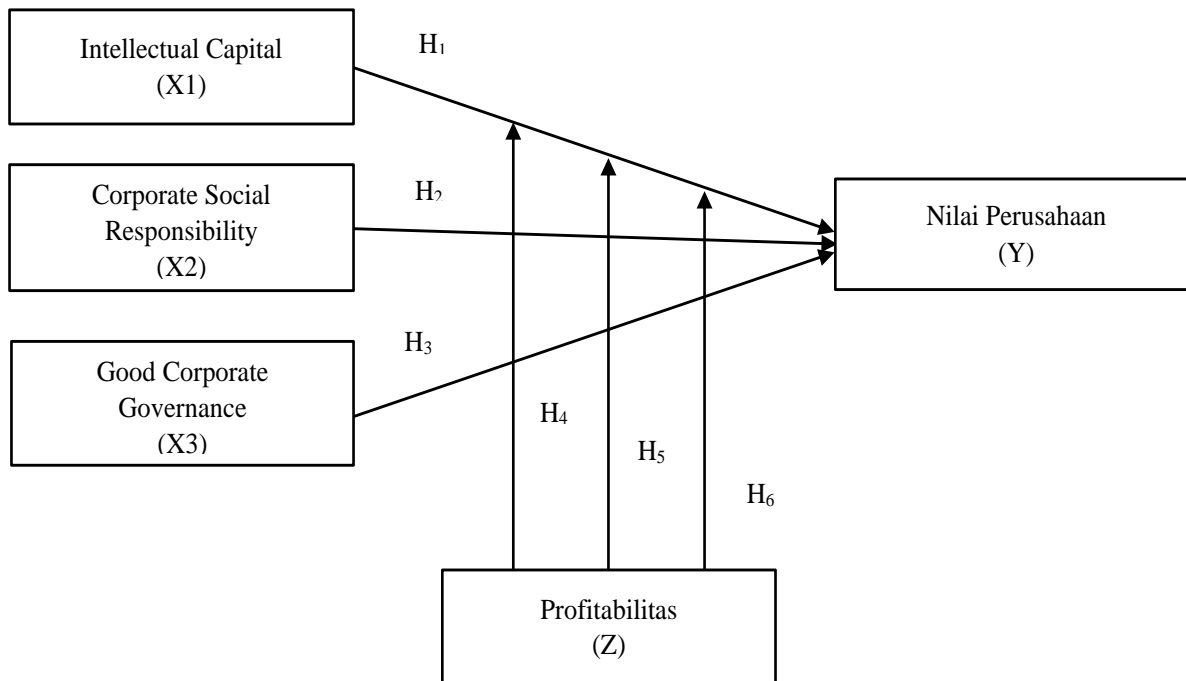 Intellectual Capital
(X1)
H₁
Corporate Social
Responsibility
(X2)
H₂
Nilai Perusahaan
(Y)
Good Corporate
Governance
(X3)
H₃
H₄
H₅
H₆
Profitabilitas
(Z)